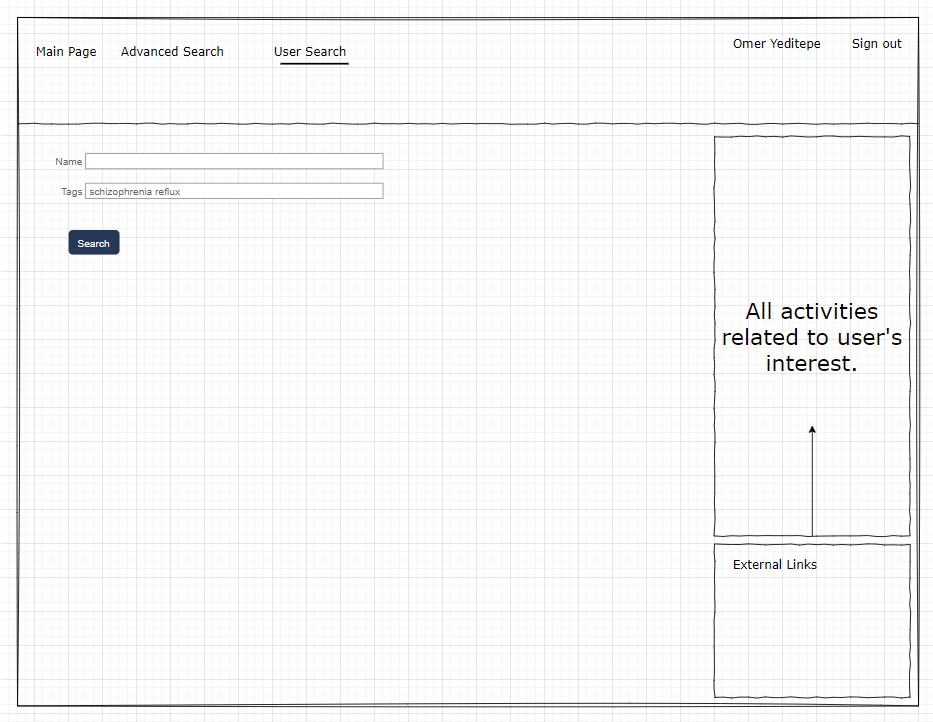 Main Page Advanced Search User Search Omer Yeditepe Sign out
Name
Tags schizophrenia reflux
Search
All activities
related to user's
interest.
External Links